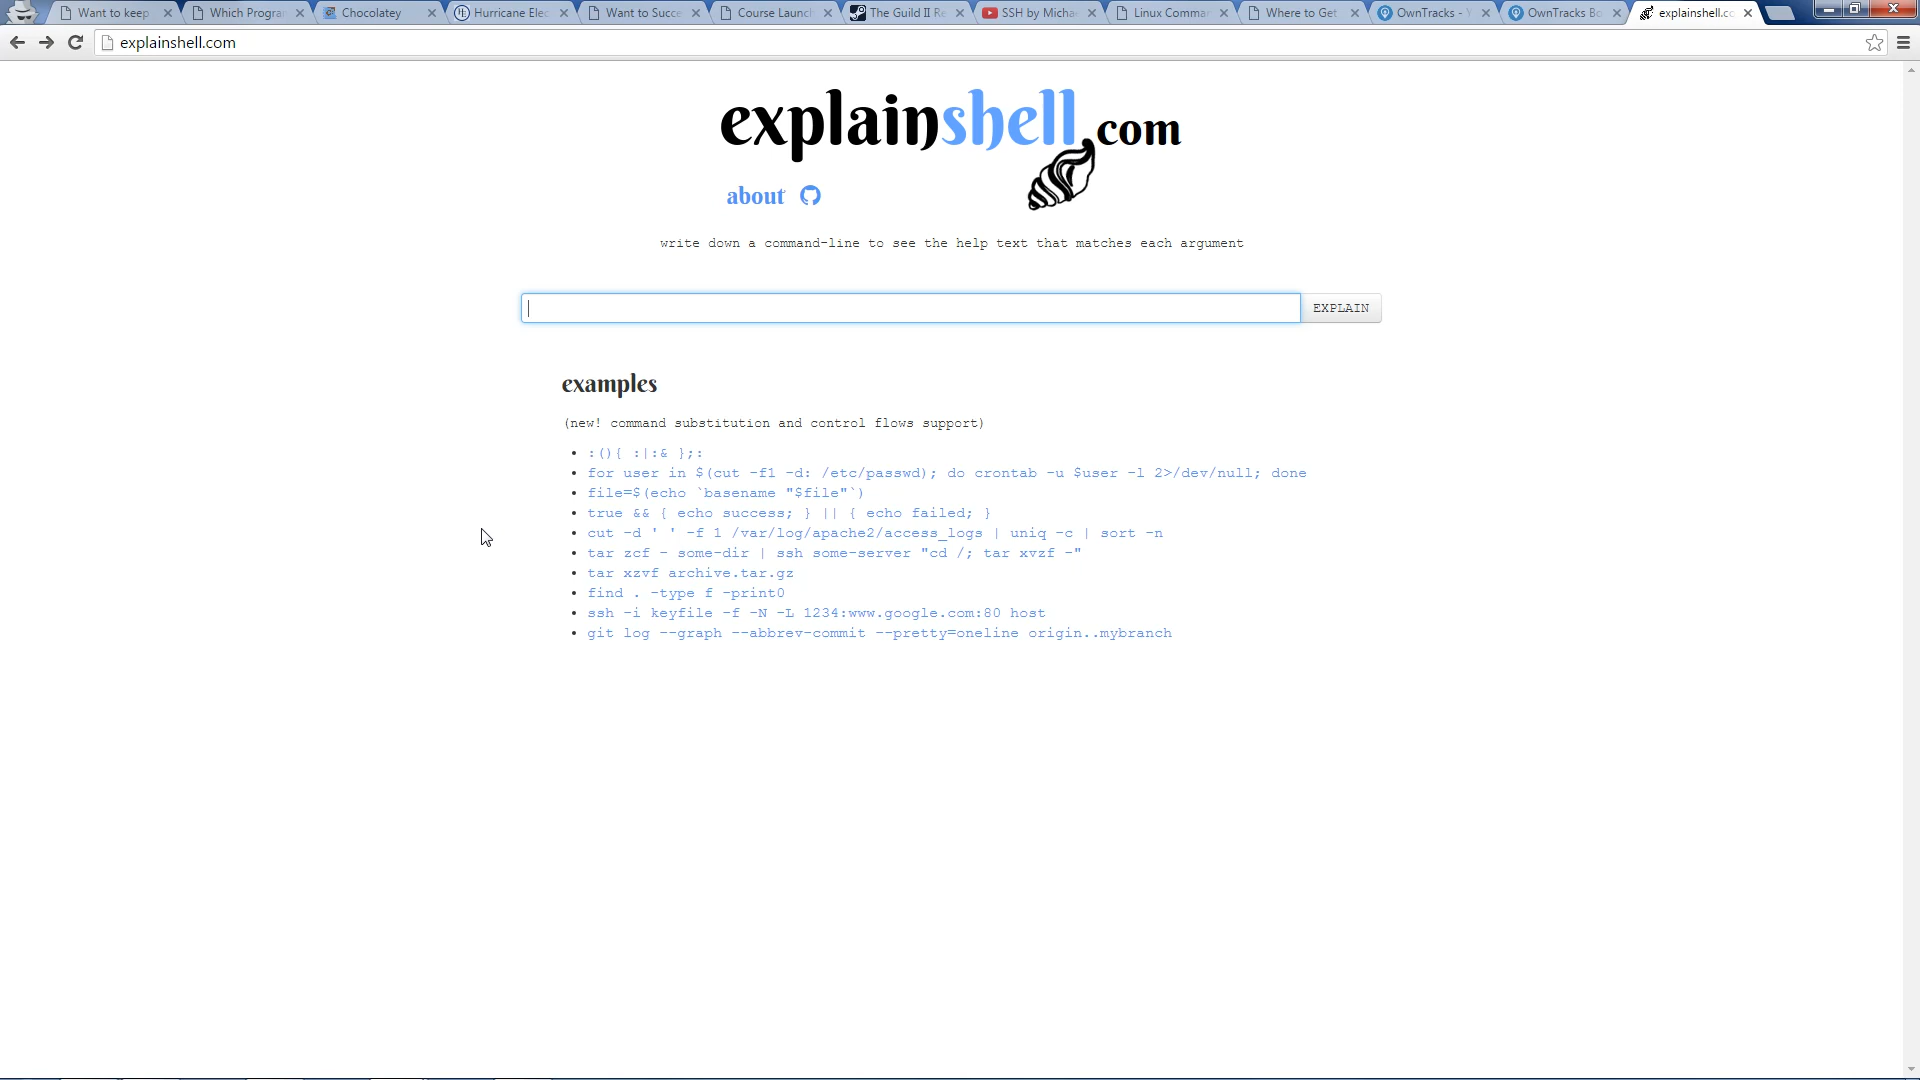 Want to keep
Which Progra
Chocolatey
Hurricane Elec
Want to Succe
Course Launch
The Guild II Re
SSH by Micha
Linux Comman
Where to Get
OwnTracks - Y
OwnTracks Bo
explainshell.co
explainshell.com
explainshell.com
about
write down a command-line to see the help text that matches each argument
EXPLAIN
examples
(new! command substitution and control flows support)
:(){ :|:& };:
for user in $(cut -f1 -d: /etc/passwd); do crontab -u $user -l 2>/dev/null; done
file=$(echo `basename "$file"`)
true && { echo success; } || { echo failed; }
cut -d ' ' -f 1 /var/log/apache2/access_logs | uniq -c | sort -n
tar zcf - some-dir | ssh some-server "cd /; tar xvzf -"
tar xzvf archive.tar.gz
find . -type f -print0
ssh -i keyfile -f -N -L 1234:www.google.com:80 host
git log --graph --abbrev-commit --pretty=oneline origin..mybranch